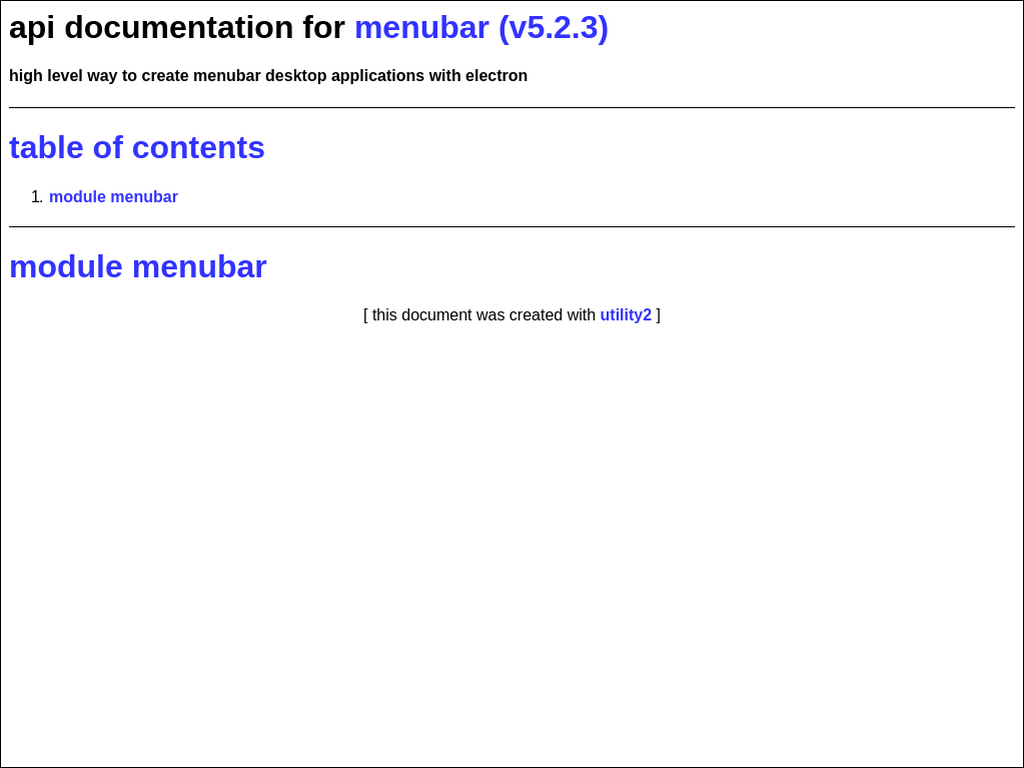 api documentation for menubar (v5.2.3)
high level way to create menubar desktop applications with electron
table of contents
1. module menubar
module menubar
[ this document was created with utility2 ]